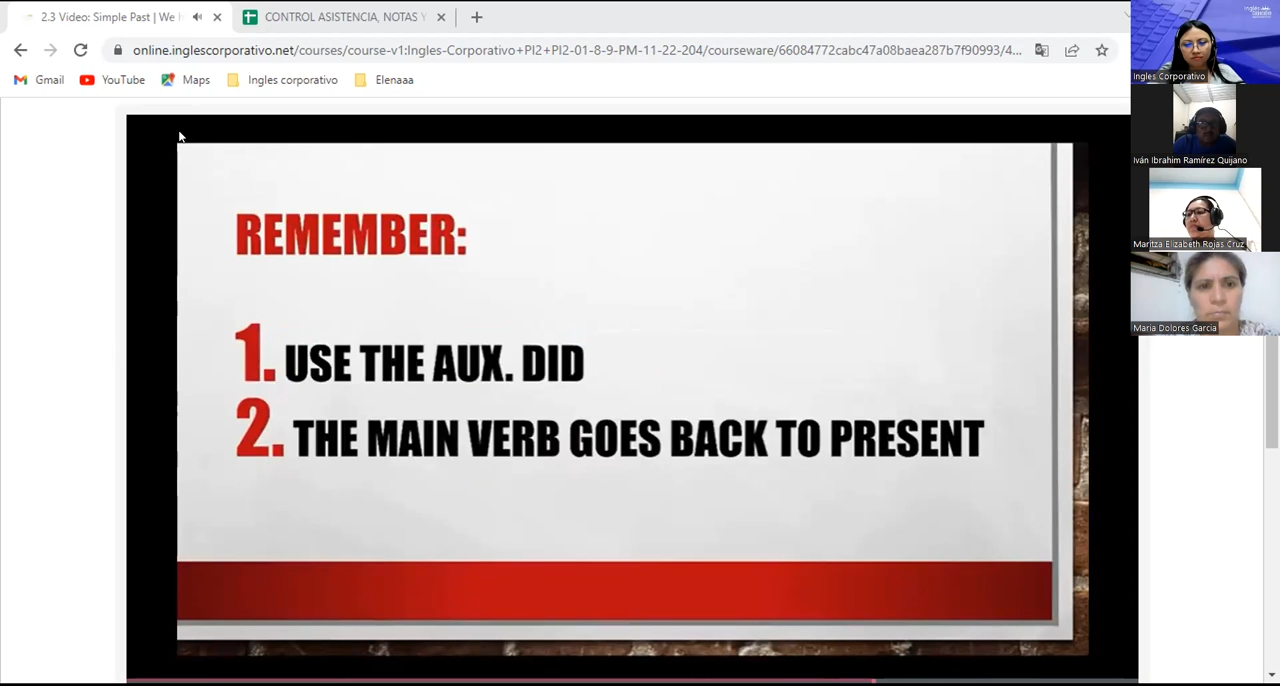 2.3 Video: Simple Past | We h
CONTROL ASISTENCIA, NOTAS Y
online.inglescorporativo.net/courses/course-v1:Ingles-Corporativo+PI2+PI2-01-8-9-PM-11-22-204/courseware/66084772cabc47a08baea287b7f90993/4...
Gmail
YouTube
Maps
Ingles corporativo
Elenaaa
REMEMBER:
1. USE THE AUX. DID
2. THE MAIN VERB GOES BACK TO PRESENT
Ingles Corporativo
Iván Ibrahim Ramírez Quijano
Maritza Elizabeth Rojas Cruz
Maria Dolores Garcia